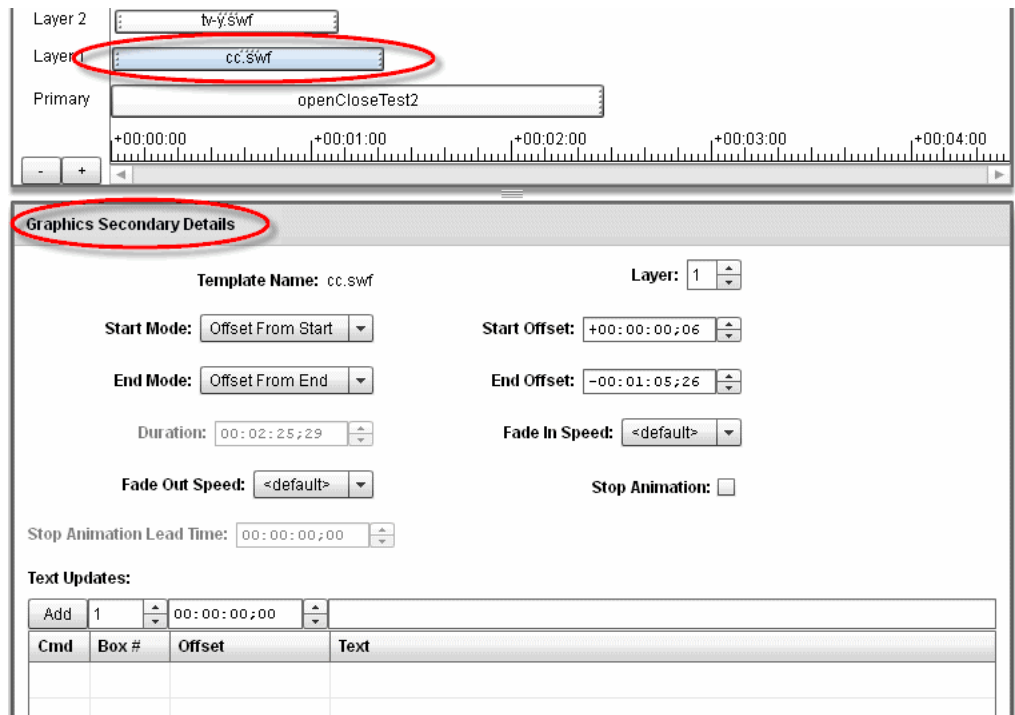 Layer 2 tv-y.swf
Layer 1 cc.swf
Primary openCloseTest2
+00:00:00 +00:01:00 +00:02:00 +00:03:00 +00:04:00
- +
Graphics Secondary Details
Template Name: cc.swf Layer: 1
Start Mode: Offset From Start Start Offset: +00:00:00;06
End Mode: Offset From End End Offset: -00:01:05;26
Duration: 00:02:25;29 Fade In Speed: <default>
Fade Out Speed: <default> Stop Animation:
Stop Animation Lead Time: 00:00:00;00
Text Updates:
Add 1 00:00:00;00
Cmd Box # Offset Text